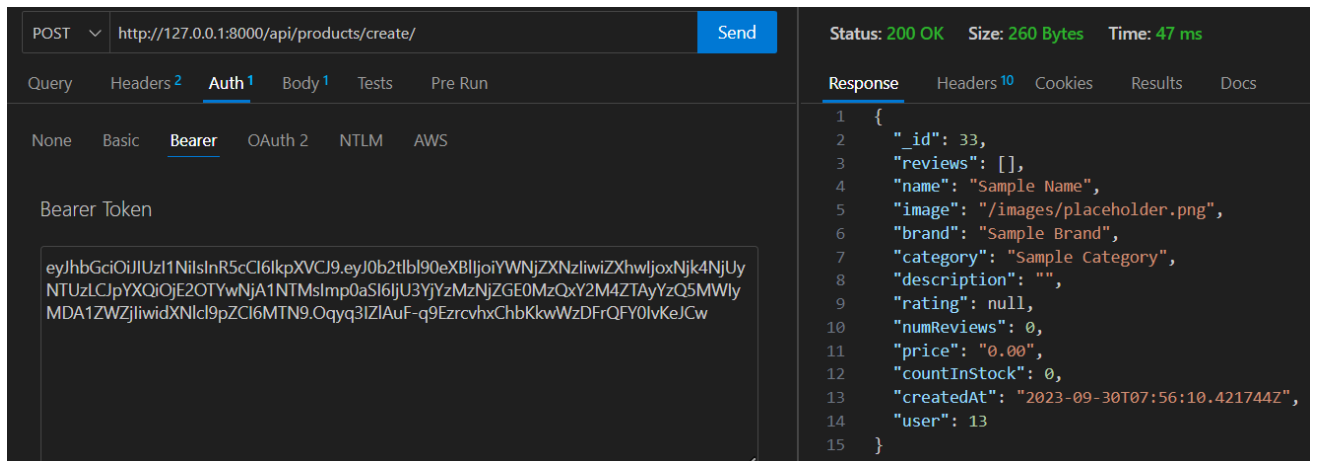 POST http://127.0.0.1:8000/api/products/create/ Send
Query Headers 2 Auth 1 Body 1 Tests Pre Run
None Basic Bearer OAuth 2 NTLM AWS
Bearer Token
eyJhbGciOiJIUzI1NiIsInR5cCI6IkpXVCJ9.eyJ0b2tlbl90eXBlIjoiYWNjZXNzIiwiZXhwIjoxNjk4NjUy
NTUzLCJpYXQiOjE2OTYwNjA1NTMsImp0aSI6IjU3YjYzMzNjZGE0MzQxY2M4ZTAyYzQ5MWIy
MDA1ZWZjIiwidXNlcl9pZCI6MTN9.Oqyq3IZlAuF-q9EzrcvhxChbKkwWzDFrQFY0IvKeJCw
Status: 200 OK Size: 260 Bytes Time: 47 ms
Response Headers 10 Cookies Results Docs
1 {
2 "_id": 33,
3 "reviews": [],
4 "name": "Sample Name",
5 "image": "/images/placeholder.png",
6 "brand": "Sample Brand",
7 "category": "Sample Category",
8 "description": "",
9 "rating": null,
10 "numReviews": 0,
11 "price": "0.00",
12 "countInStock": 0,
13 "createdAt": "2023-09-30T07:56:10.421744Z",
14 "user": 13
15 }